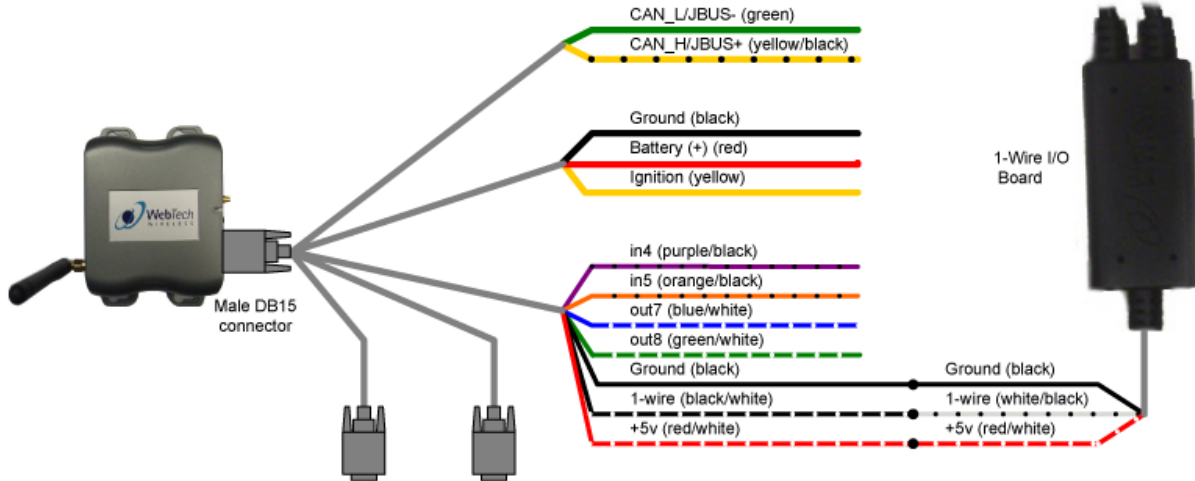 CAN_L/JBUS- (green)
CAN_H/JBUS+ (yellow/black)
Ground (black)
Battery (+) (red)
Ignition (yellow)
1-Wire I/O
Board
WebTech
WIRELESS
Male DB15
connector
in4 (purple/black)
in5 (orange/black)
out7 (blue/white)
out8 (green/white)
Ground (black)
Ground (black)
1-wire (black/white)
1-wire (white/black)
+5v (red/white)
+5v (red/white)